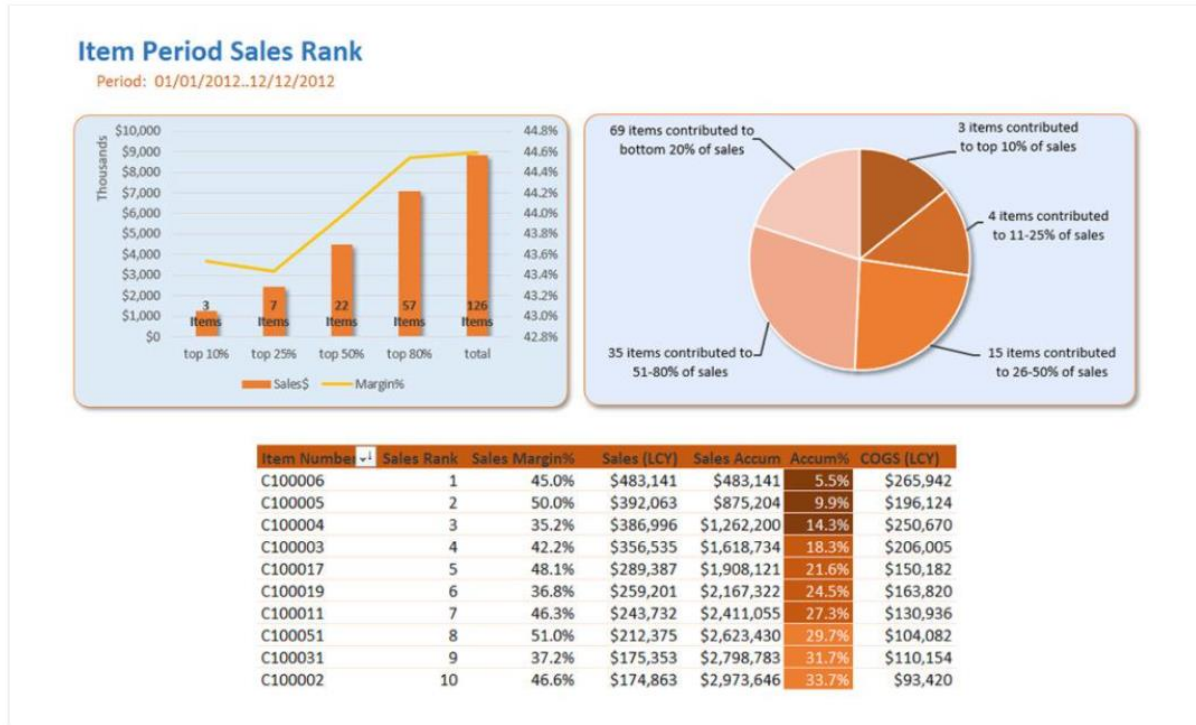 Item Period Sales Rank
Period: 01/01/2012..12/12/2012
Thousands
$10,000
$9,000
$8,000
$7,000
$6,000
$5,000
$4,000
$3,000
$2,000
$1,000
$0
44.8%
44.6%
44.4%
44.2%
44.0%
43.8%
43.6%
43.4%
43.2%
43.0%
42.8%
3 Items
7 Items
22 Items
57 Items
126 Items
top 10%
top 25%
top 50%
top 80%
total
Sales$
Margin%
69 items contributed to
bottom 20% of sales
3 items contributed
to top 10% of sales
4 items contributed
to 11-25% of sales
35 items contributed to
51-80% of sales
15 items contributed
to 26-50% of sales
Item Number Sales Rank Sales Margin% Sales (LCY) Sales Accum Accum% COGS (LCY)
C100006 1 45.0% $483,141 $483,141 5.5% $265,942
C100005 2 50.0% $392,063 $875,204 9.9% $196,124
C100004 3 35.2% $386,996 $1,262,200 14.3% $250,670
C100003 4 42.2% $356,535 $1,618,734 18.3% $206,005
C100017 5 48.1% $289,387 $1,908,121 21.6% $150,182
C100019 6 36.8% $259,201 $2,167,322 24.5% $163,820
C100011 7 46.3% $243,732 $2,411,055 27.3% $130,936
C100051 8 51.0% $212,375 $2,623,430 29.7% $104,082
C100031 9 37.2% $175,353 $2,798,783 31.7% $110,154
C100002 10 46.6% $174,863 $2,973,646 33.7% $93,420